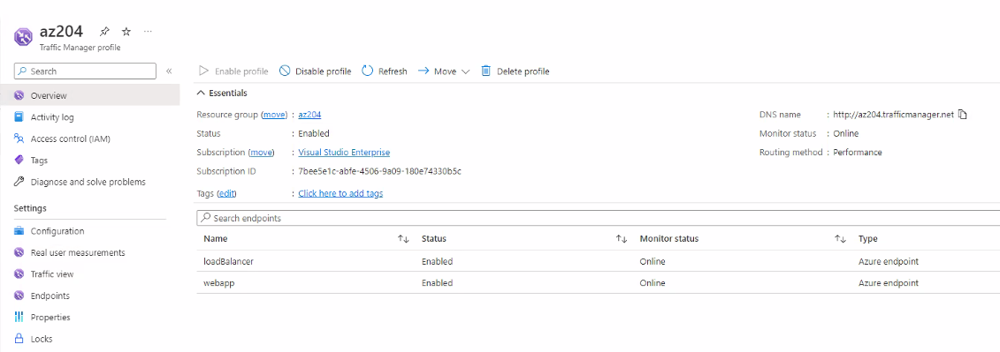 az204 ...
Traffic Manager profile
Search «
Overview
Activity log
Access control (IAM)
Tags
Diagnose and solve problems
Settings
Configuration
Real user measurements
Traffic view
Endpoints
Properties
Locks
Enable profile Disable profile Refresh Move Delete profile
Essentials
Resource group (move) : az204
Status : Enabled
Subscription (move) : Visual Studio Enterprise
Subscription ID : 7bee5e1c-abfe-4506-9a09-180e74330b5c
Tags (edit) : Click here to add tags
DNS name : http://az204.trafficmanager.net
Monitor status : Online
Routing method : Performance
Search endpoints
Name Status Monitor status Type
loadBalancer Enabled Online Azure endpoint
webapp Enabled Online Azure endpoint